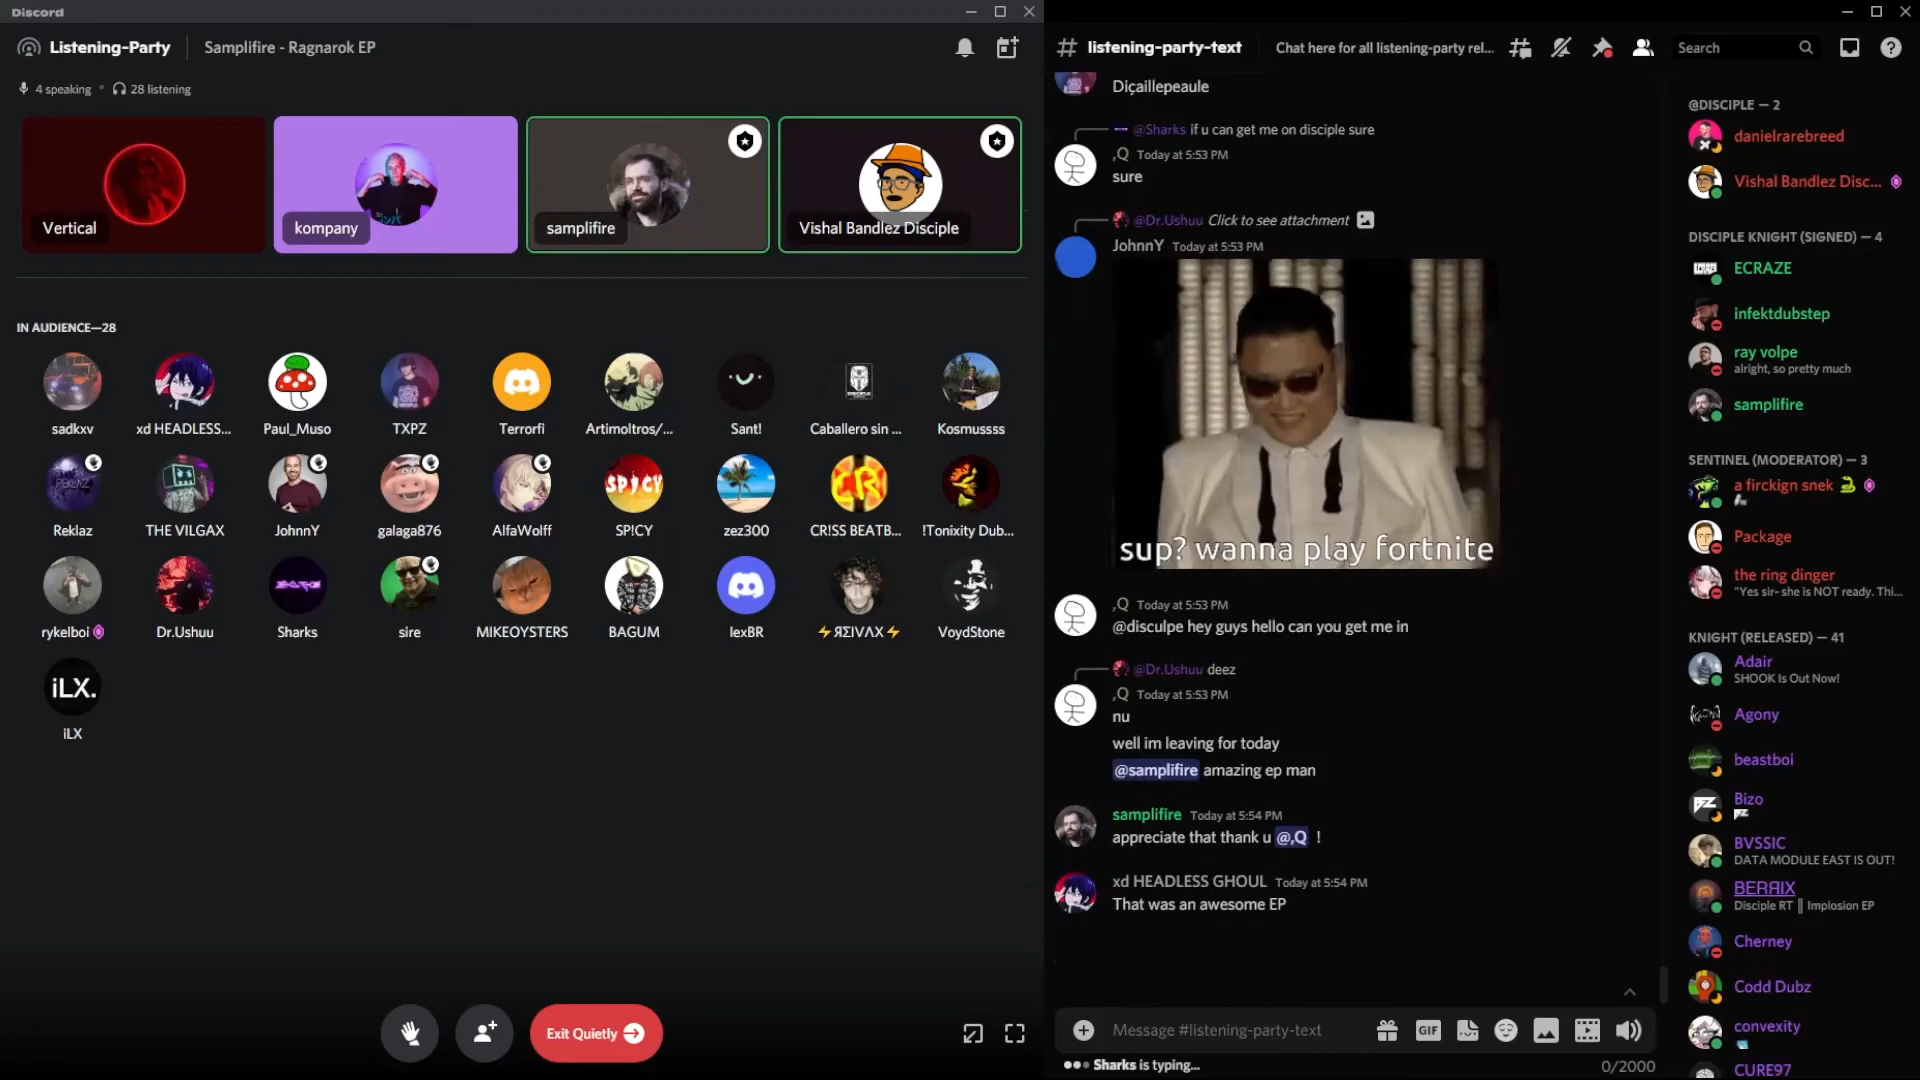 Discord
Listening-Party
Samplifire - Ragnarok EP
4 speaking
28 listening
Vertical
kompany
samplifire
Vishal Bandlez Disciple
IN AUDIENCE—28
sadkxv
xd HEADLESS...
Paul_Muso
TXPZ
Terrorfi
Artimoltros/...
Sant!
Caballero sin ...
Kosmussss
Reklaz
THE VILGAX
JohnnY
galaga876
AlfaWolff
SP!CY
zez300
CR!SS BEATB...
!Tonixity Dub...
rykelboi
Dr.Ushuu
Sharks
sire
MIKEOYSTERS
BAGUM
lexBR
⚡ЯΣIVΛX⚡
VoydStone
iLX.
iLX
Exit Quietly
# listening-party-text
Chat here for all listening-party rel...
Search
Diçaillepeaule
@Sharks if u can get me on disciple sure
,Q Today at 5:53 PM
sure
@Dr.Ushuu Click to see attachment
JohnnY Today at 5:53 PM
sup? wanna play fortnite
,Q Today at 5:53 PM
@disculpe hey guys hello can you get me in
@Dr.Ushuu deez
,Q Today at 5:53 PM
nu
well im leaving for today
@samplifire amazing ep man
samplifire Today at 5:54 PM
appreciate that thank u @,Q !
xd HEADLESS GHOUL Today at 5:54 PM
That was an awesome EP
Message #listening-party-text
GIF
Sharks is typing...
0/2000
@DISCIPLE — 2
danielrarebreed
Vishal Bandlez Disc...
DISCIPLE KNIGHT (SIGNED) — 4
ECRAZE
infektdubstep
ray volpe
alright, so pretty much
samplifire
SENTINEL (MODERATOR) — 3
a firckign snek
Package
the ring dinger
"Yes sir- she is NOT ready. Thi...
KNIGHT (RELEASED) — 41
Adair
SHOOK Is Out Now!
Agony
beastboi
Bizo
BVSSIC
DATA MODULE EAST IS OUT!
BERЯIX
Disciple RT ║ Implosion EP
Cherney
Codd Dubz
convexity
CURE97